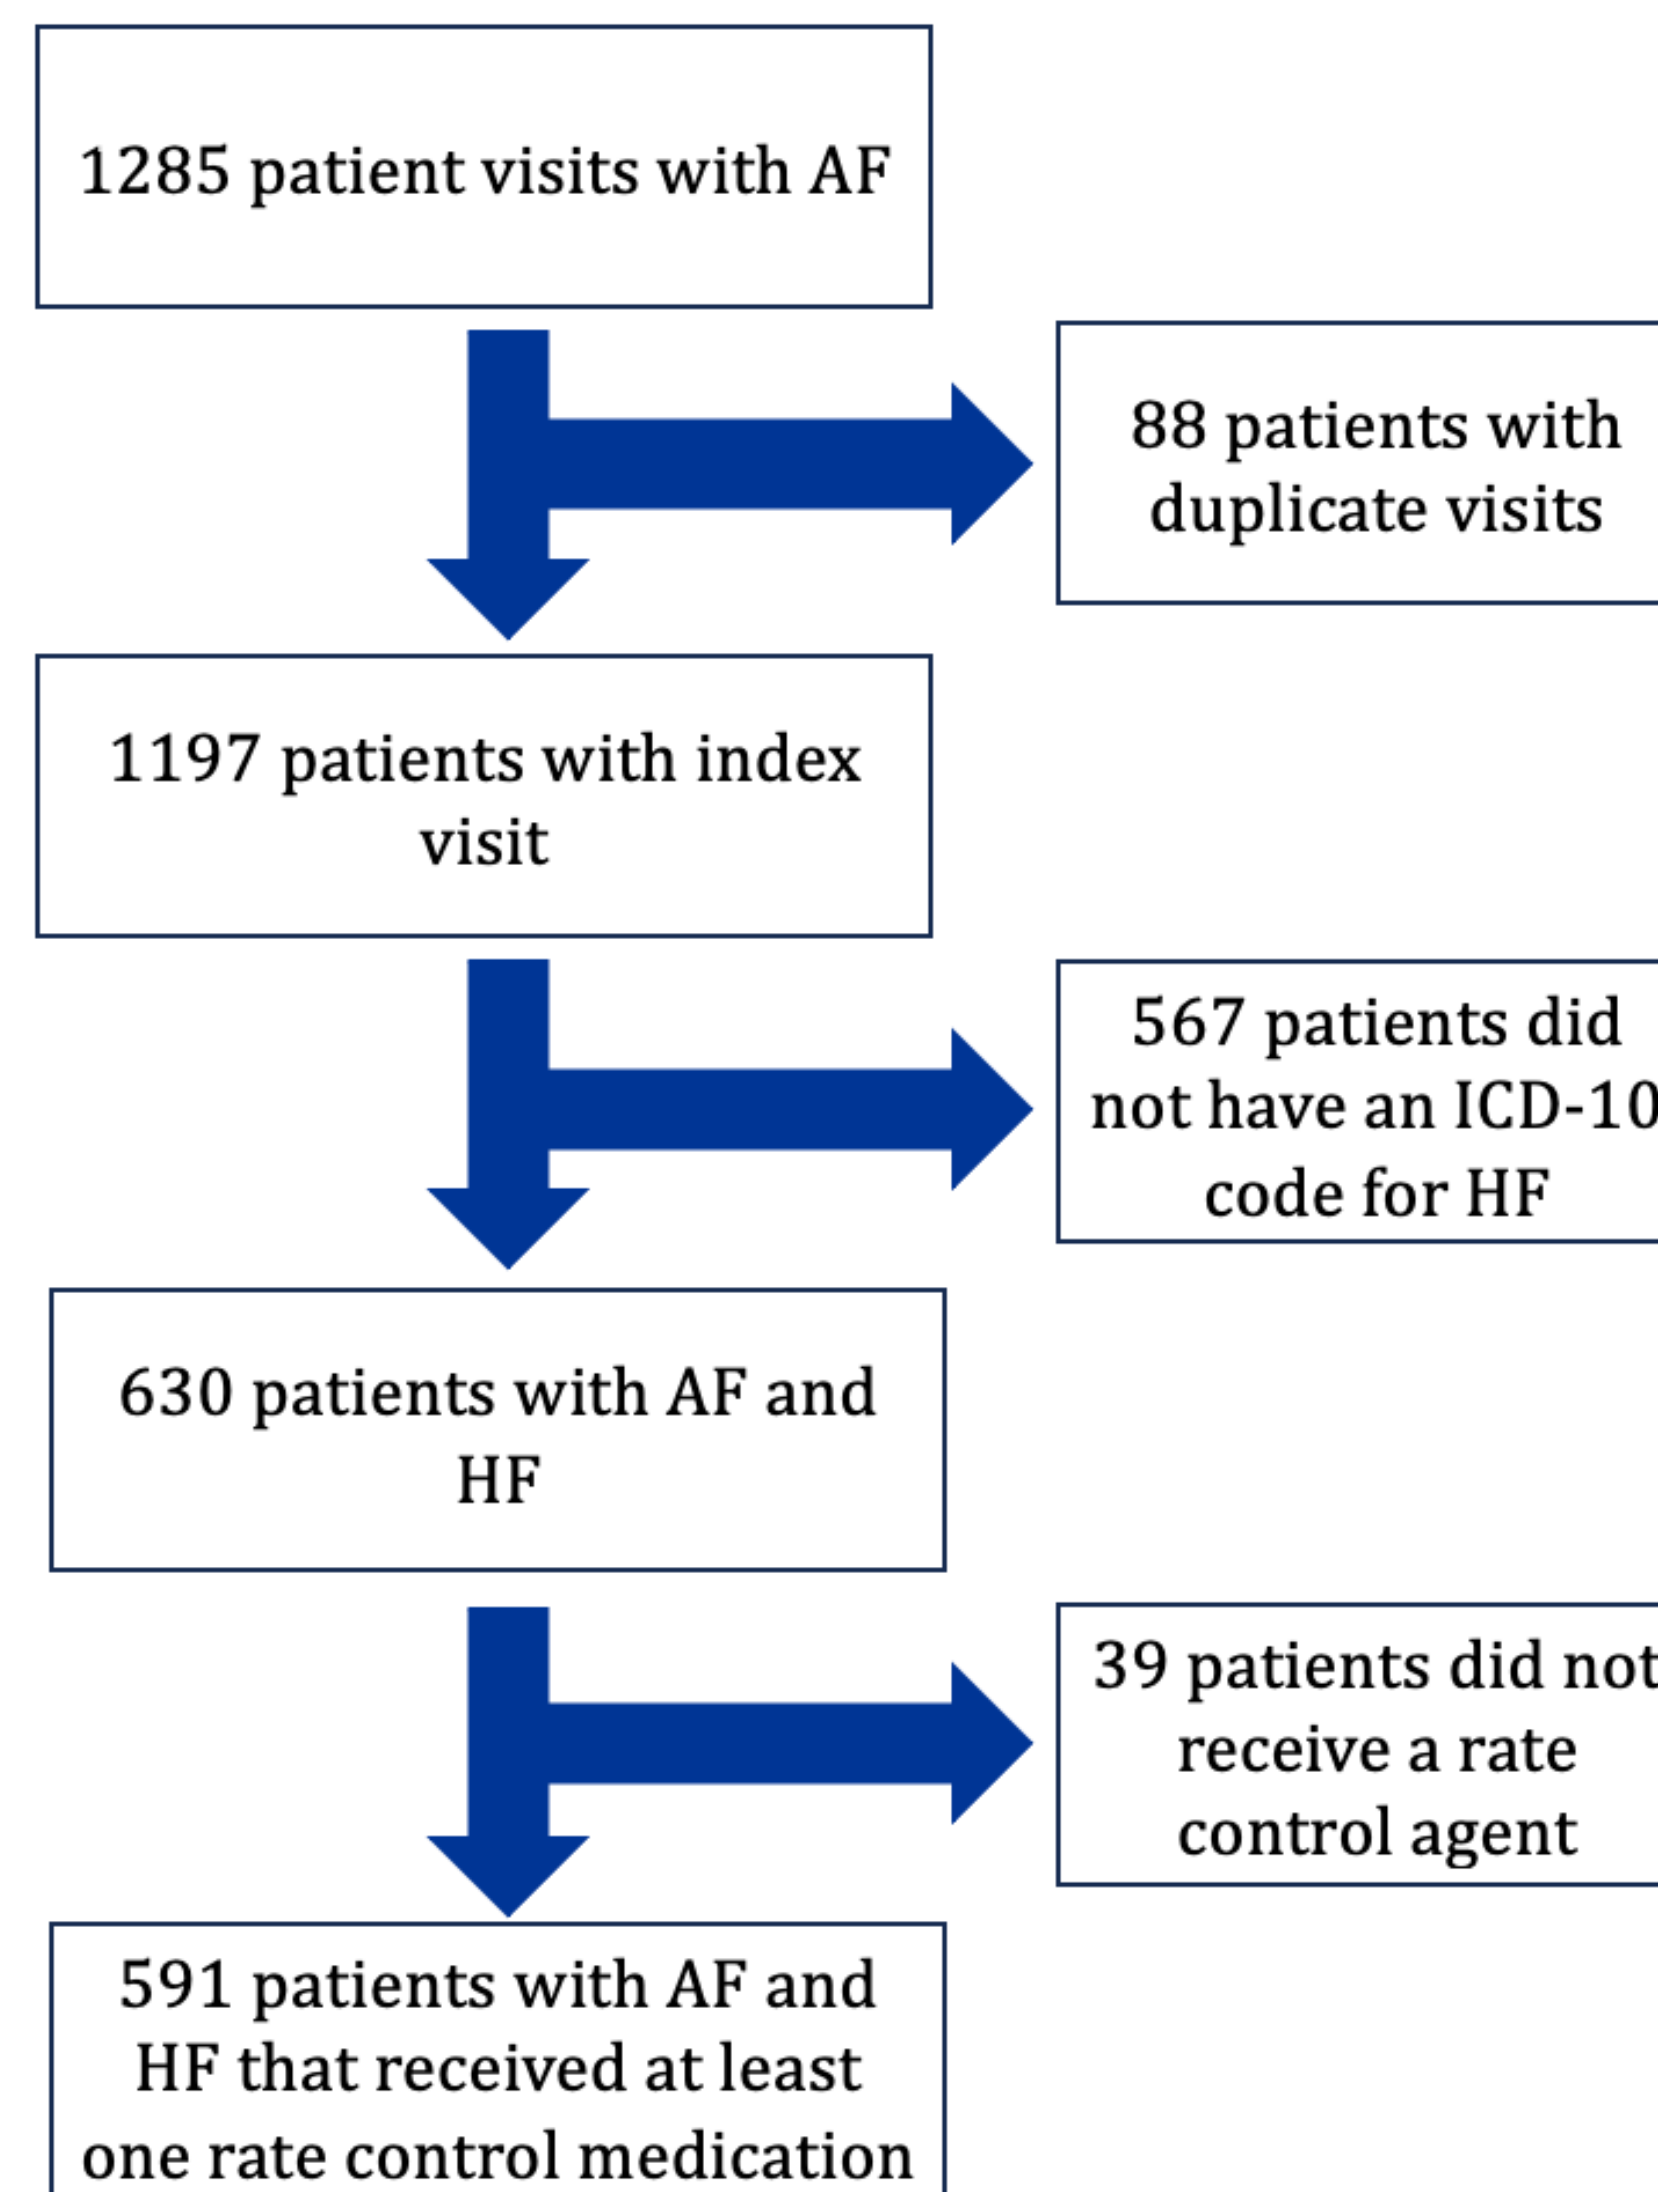 1285 patient visits with AF
88 patients with
duplicate visits
1197 patients with index
visit
567 patients did
not have an ICD-10
code for HF
630 patients with AF and
HF
39 patients did not
receive a rate
control agent
591 patients with AF and
HF that received at least
one rate control medication